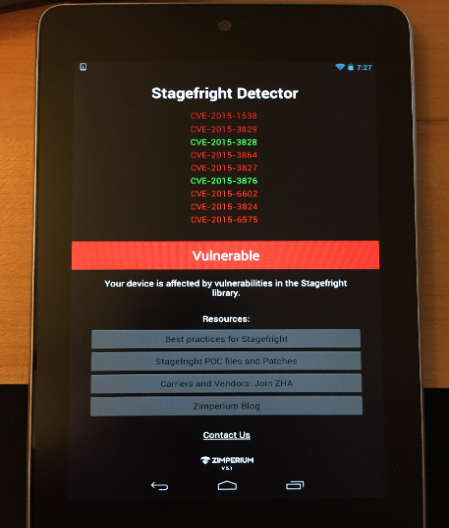 7:27
Stagefright Detector
CVE-2015-1538
CVE-2015-3829
CVE-2015-3828
CVE-2015-3864
CVE-2015-3827
CVE-2015-3876
CVE-2015-6602
CVE-2015-3824
CVE-2015-6575
Vulnerable
Your device is affected by vulnerabilities in the Stagefright
library.
Resources:
Best practices for Stagefright
Stagefright POC files and Patches
Carriers and Vendors: Join ZHA
Zimperium Blog
Contact Us
ZIMPERIUM
V 5.1